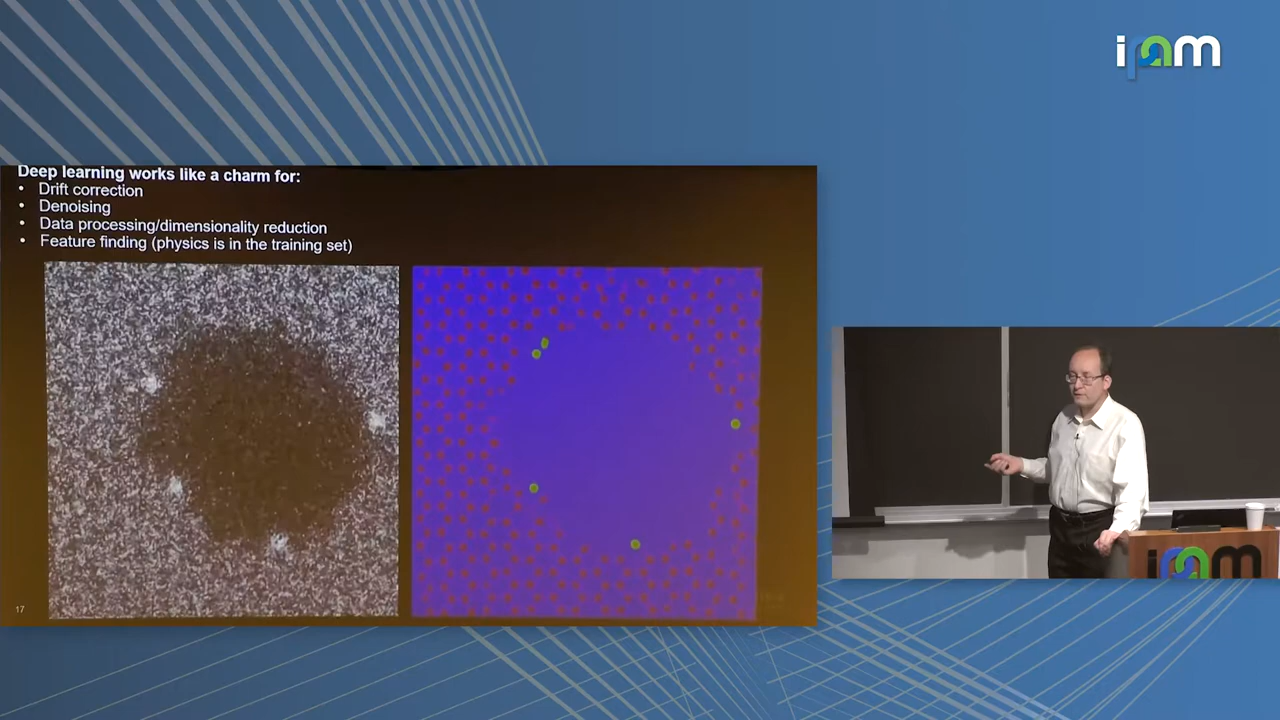 ipam
Deep learning works like a charm for:
• Drift correction
• Denoising
• Data processing/dimensionality reduction
• Feature finding (physics is in the training set)
17
ipam